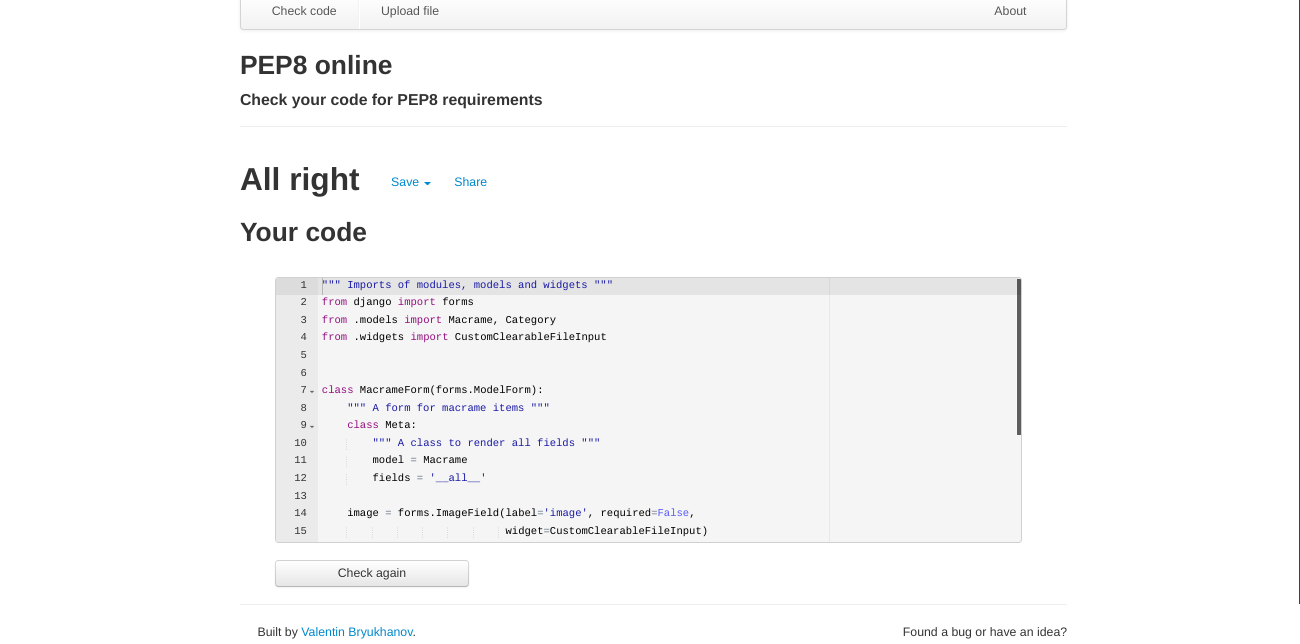 Check code Upload file About
PEP8 online
Check your code for PEP8 requirements
All right Save Share
Your code
1 """ Imports of modules, models and widgets """
2 from django import forms
3 from .models import Macrame, Category
4 from .widgets import CustomClearableFileInput
5
6
7 class MacrameForm(forms.ModelForm):
8     """ A form for macrame items """
9     class Meta:
10         """ A class to render all fields """
11         model = Macrame
12         fields = '__all__'
13
14     image = forms.ImageField(label='image', required=False,
15                              widget=CustomClearableFileInput)
Check again
Built by Valentin Bryukhanov. Found a bug or have an idea?